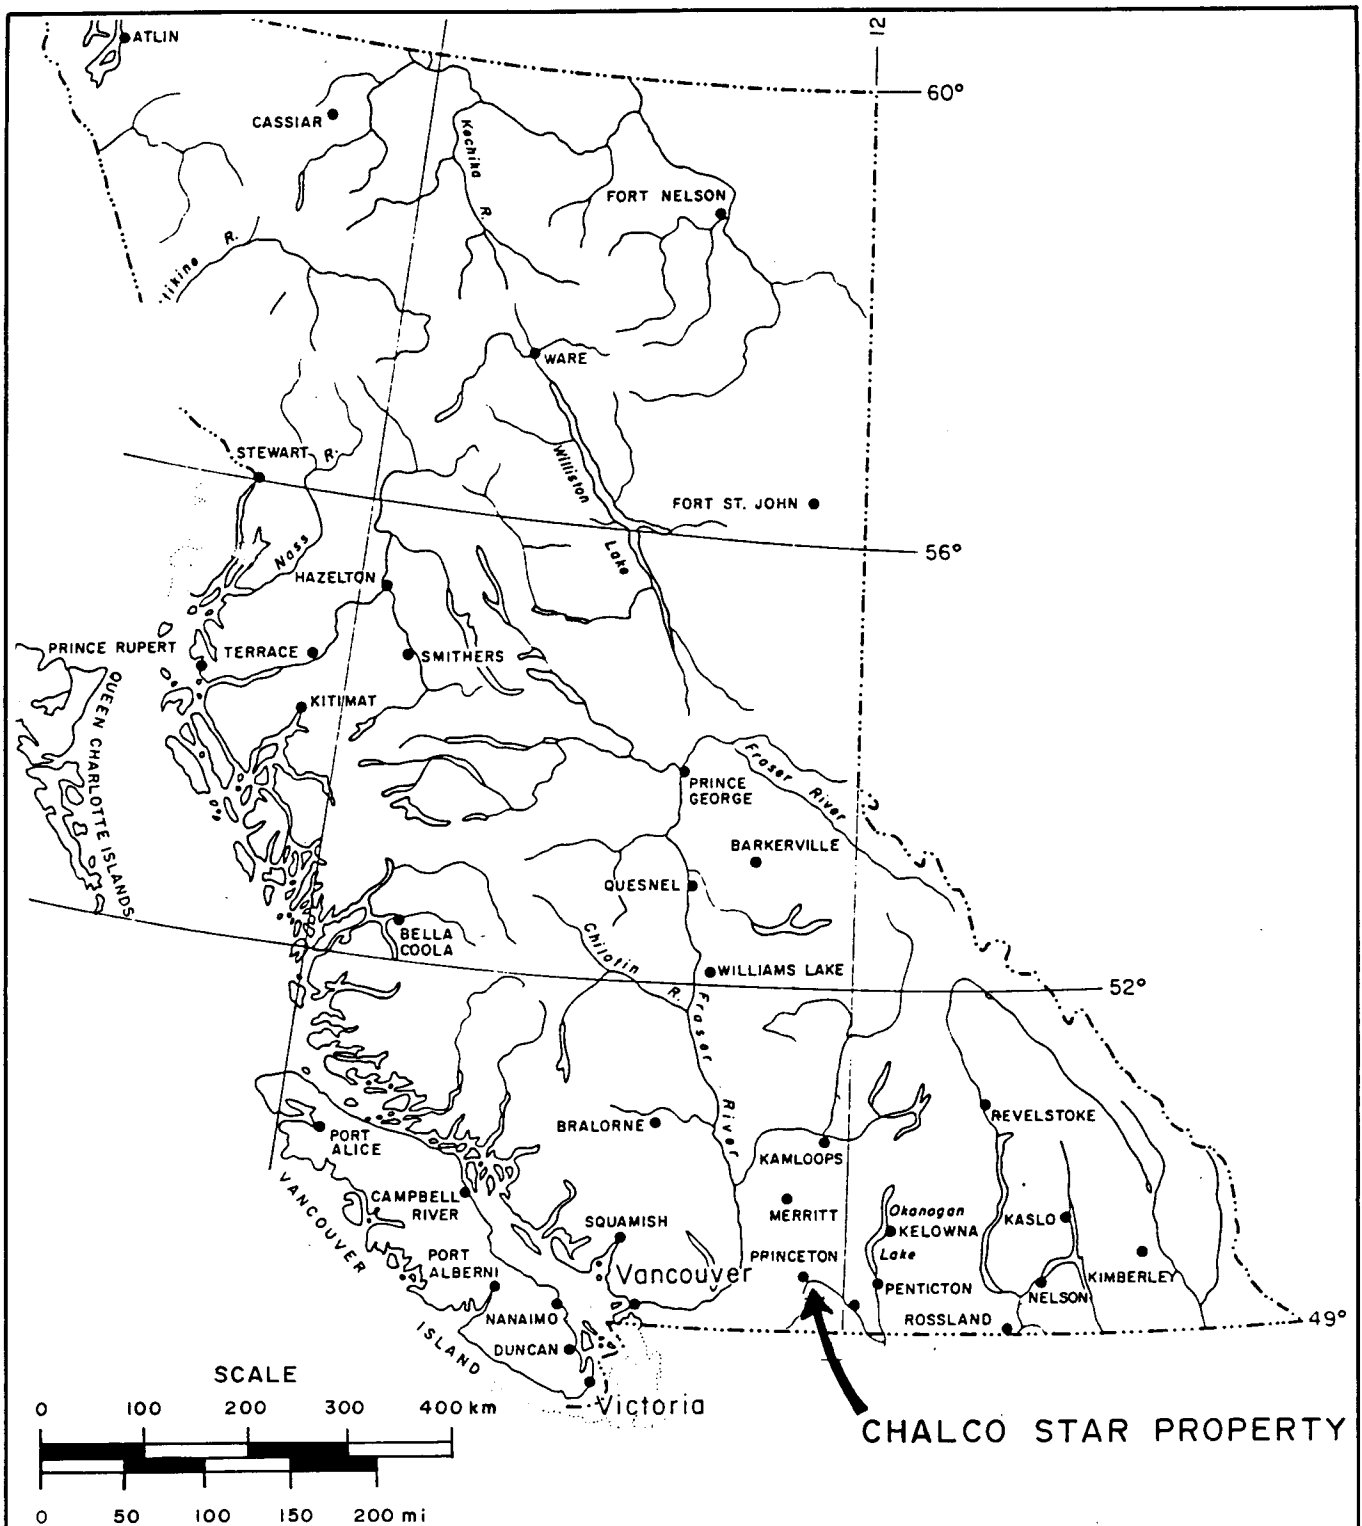 12
ATLIN
60°
CASSIAR
Kechika
R.
FORT NELSON
R.
WARE
STEWART
R.
Williston
Lake
FORT ST. JOHN
56°
Nass
HAZELTON
PRINCE RUPERT
TERRACE
SMITHERS
KITIMAT
QUEEN CHARLOTTE ISLANDS
Fraser
River
PRINCE
GEORGE
BARKERVILLE
QUESNEL
BELLA
COOLA
Chilotin
R.
WILLIAMS LAKE
52°
Fraser
River
REVELSTOKE
BRALORNE
PORT
ALICE
KAMLOOPS
VANCOUVER
ISLAND
CAMPBELL
RIVER
MERRITT
Okanagan
Lake
KELOWNA
KASLO
SQUAMISH
PORT
ALBERNI
PRINCETON
Vancouver
PENTICTON
NELSON
KIMBERLEY
NANAIMO
ROSSLAND
49°
DUNCAN
Victoria
CHALCO STAR PROPERTY
SCALE
0 100 200 300 400 km
0 50 100 150 200 mi